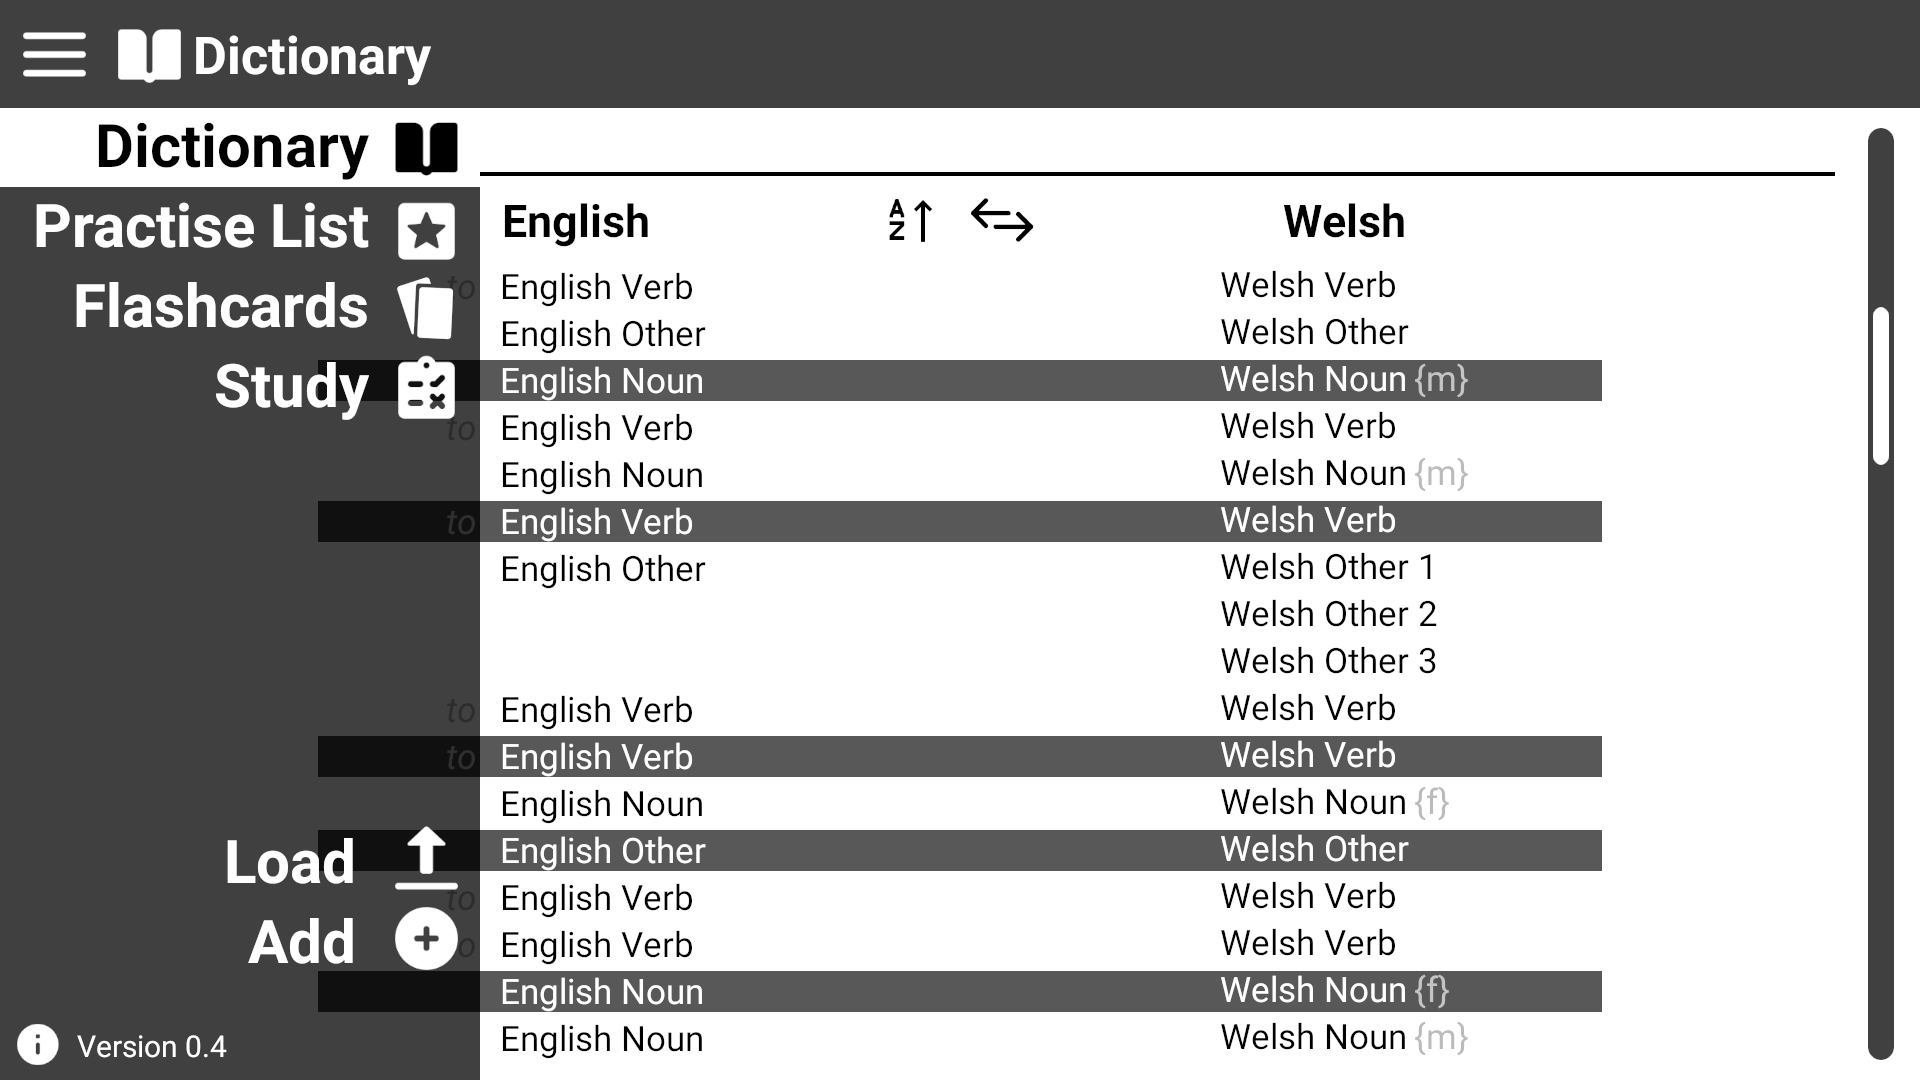 Dictionary
Dictionary
Practise List
Flashcards
Study
Load
Add
Version 0.4
English A Z Welsh
to English Verb Welsh Verb
English Other Welsh Other
English Noun Welsh Noun {m}
to English Verb Welsh Verb
English Noun Welsh Noun {m}
to English Verb Welsh Verb
English Other Welsh Other 1
Welsh Other 2
Welsh Other 3
to English Verb Welsh Verb
to English Verb Welsh Verb
English Noun Welsh Noun {f}
English Other Welsh Other
to English Verb Welsh Verb
to English Verb Welsh Verb
English Noun Welsh Noun {f}
English Noun Welsh Noun {m}